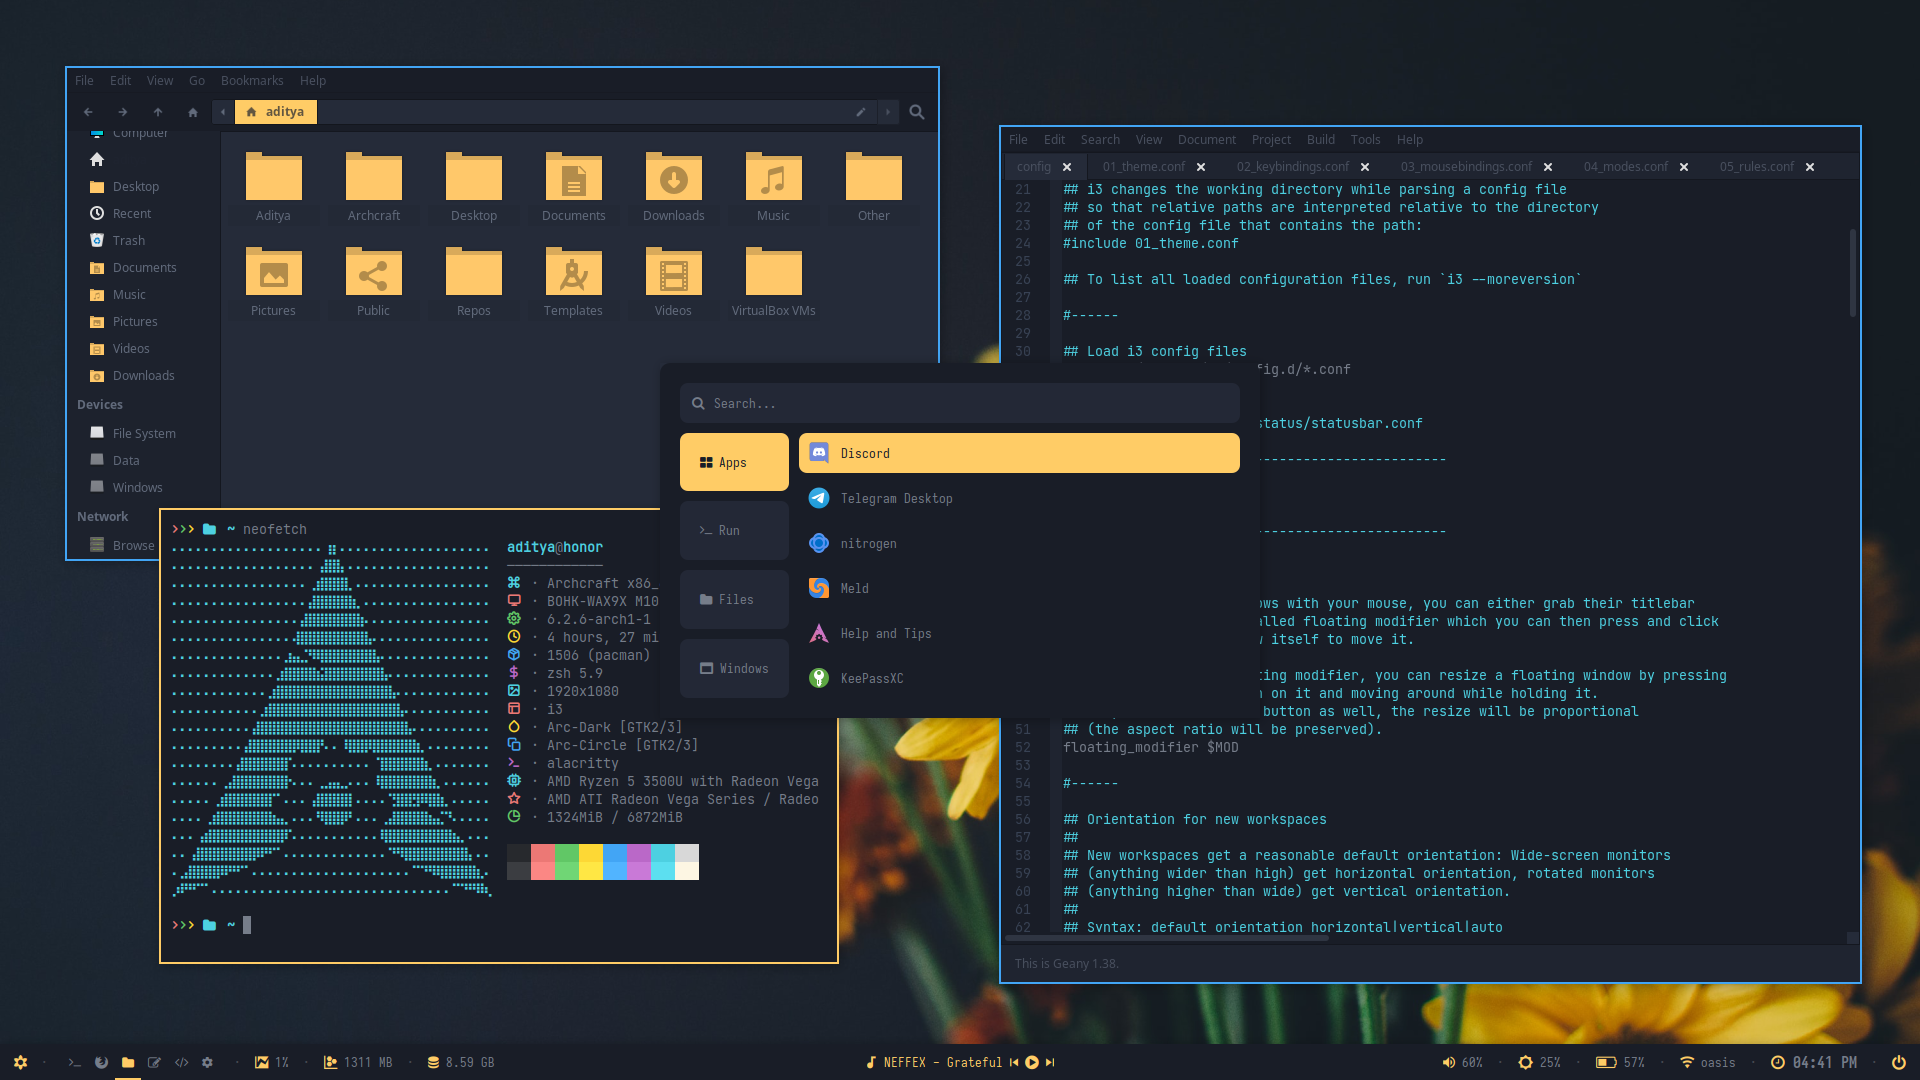 File Edit View Go Bookmarks Help
aditya
Computer
Desktop
Recent
Trash
Documents
Music
Pictures
Videos
Downloads
Devices
File System
Data
Windows
Network
Browse
Aditya Archcraft Desktop Documents Downloads Music Other
Pictures Public Repos Templates Videos VirtualBox VMs
File Edit Search View Document Project Build Tools Help
config 01_theme.conf 02_keybindings.conf 03_mousebindings.conf 04_modes.conf 05_rules.conf
21 ## i3 changes the working directory while parsing a config file
22 ## so that relative paths are interpreted relative to the directory
23 ## of the config file that contains the path:
24 #include 01_theme.conf
25
26 ## To list all loaded configuration files, run `i3 --moreversion`
27
28 #------
29
30 ## Load i3 config files
fig.d/*.conf
status/statusbar.conf
-----------------------
-----------------------
ows with your mouse, you can either grab their titlebar
alled floating modifier which you can then press and click
w itself to move it.
ting modifier, you can resize a floating window by pressing
n on it and moving around while holding it.
button as well, the resize will be proportional
51 ## (the aspect ratio will be preserved).
52 floating_modifier $MOD
53
54 #------
55
56 ## Orientation for new workspaces
57 ##
58 ## New workspaces get a reasonable default orientation: Wide-screen monitors
59 ## (anything wider than high) get horizontal orientation, rotated monitors
60 ## (anything higher than wide) get vertical orientation.
61 ##
62 ## Syntax: default_orientation horizontal|vertical|auto
This is Geany 1.38.
Search...
Apps
Run
Files
Windows
Discord
Telegram Desktop
nitrogen
Meld
Help and Tips
KeePassXC
>>> ~ neofetch
aditya@honor
· Archcraft x86_
· BOHK-WAX9X M10
· 6.2.6-arch1-1
· 4 hours, 27 mi
· 1506 (pacman)
· zsh 5.9
· 1920x1080
· i3
· Arc-Dark [GTK2/3]
· Arc-Circle [GTK2/3]
· alacritty
· AMD Ryzen 5 3500U with Radeon Vega
· AMD ATI Radeon Vega Series / Radeo
· 1324MiB / 6872MiB
>>> ~
1% 1311 MB 8.59 GB NEFFEX - Grateful 60% 25% 57% oasis 04:41 PM